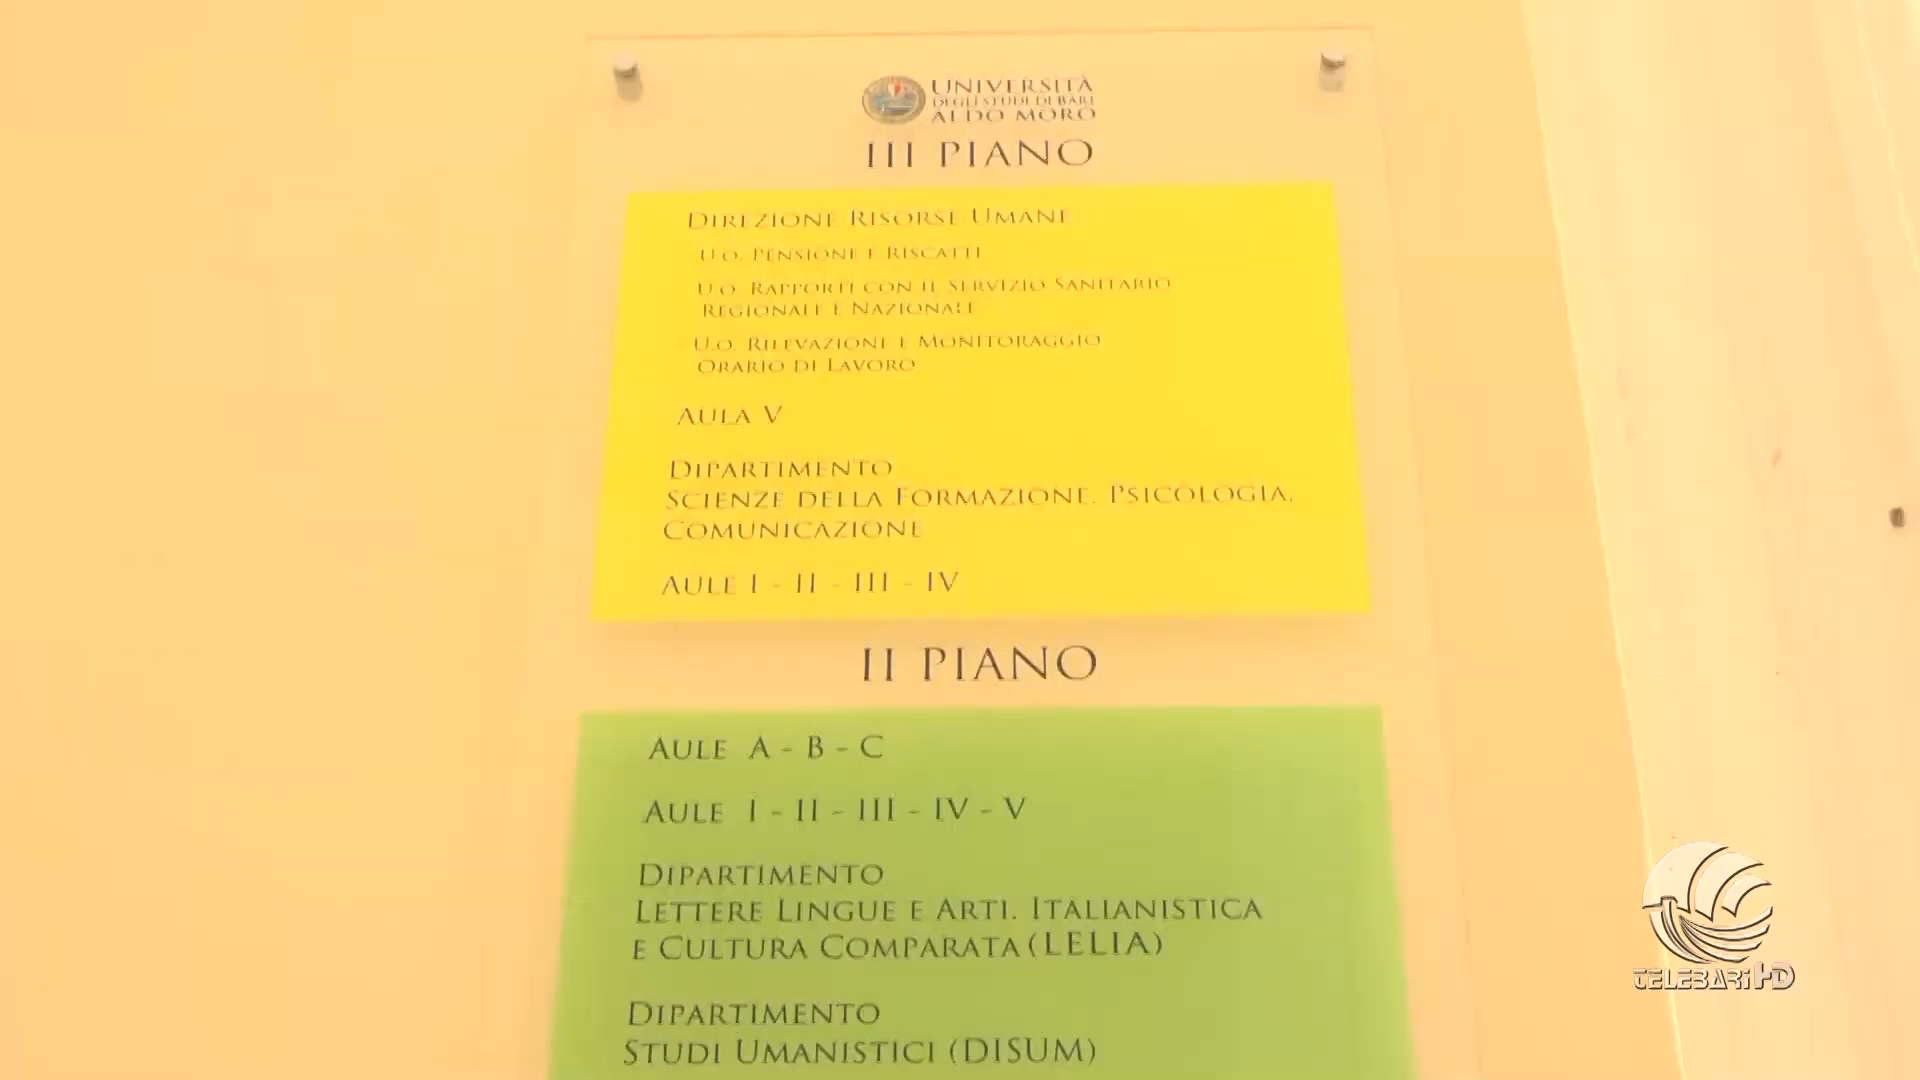 UNIVERSITÀ
DEGLI STUDI DI BARI
ALDO MORO
III PIANO
DIREZIONE RISORSE UMANE
U.O. PENSIONE E RISCATTI
U.O. RAPPORTI CON IL SERVIZIO SANITARIO
REGIONALE E NAZIONALE
U.O. RILEVAZIONI E MONITORAGGIO
ORARIO DI LAVORO
AULA V
DIPARTIMENTO
SCIENZE DELLA FORMAZIONE, PSICOLOGIA,
COMUNICAZIONE
AULE I - II - III - IV
II PIANO
AULE A - B - C
AULE I - II - III - IV - V
DIPARTIMENTO
LETTERE LINGUE E ARTI. ITALIANISTICA
E CULTURA COMPARATA (LELIA)
DIPARTIMENTO
STUDI UMANISTICI (DISUM)
TELEBARI HD